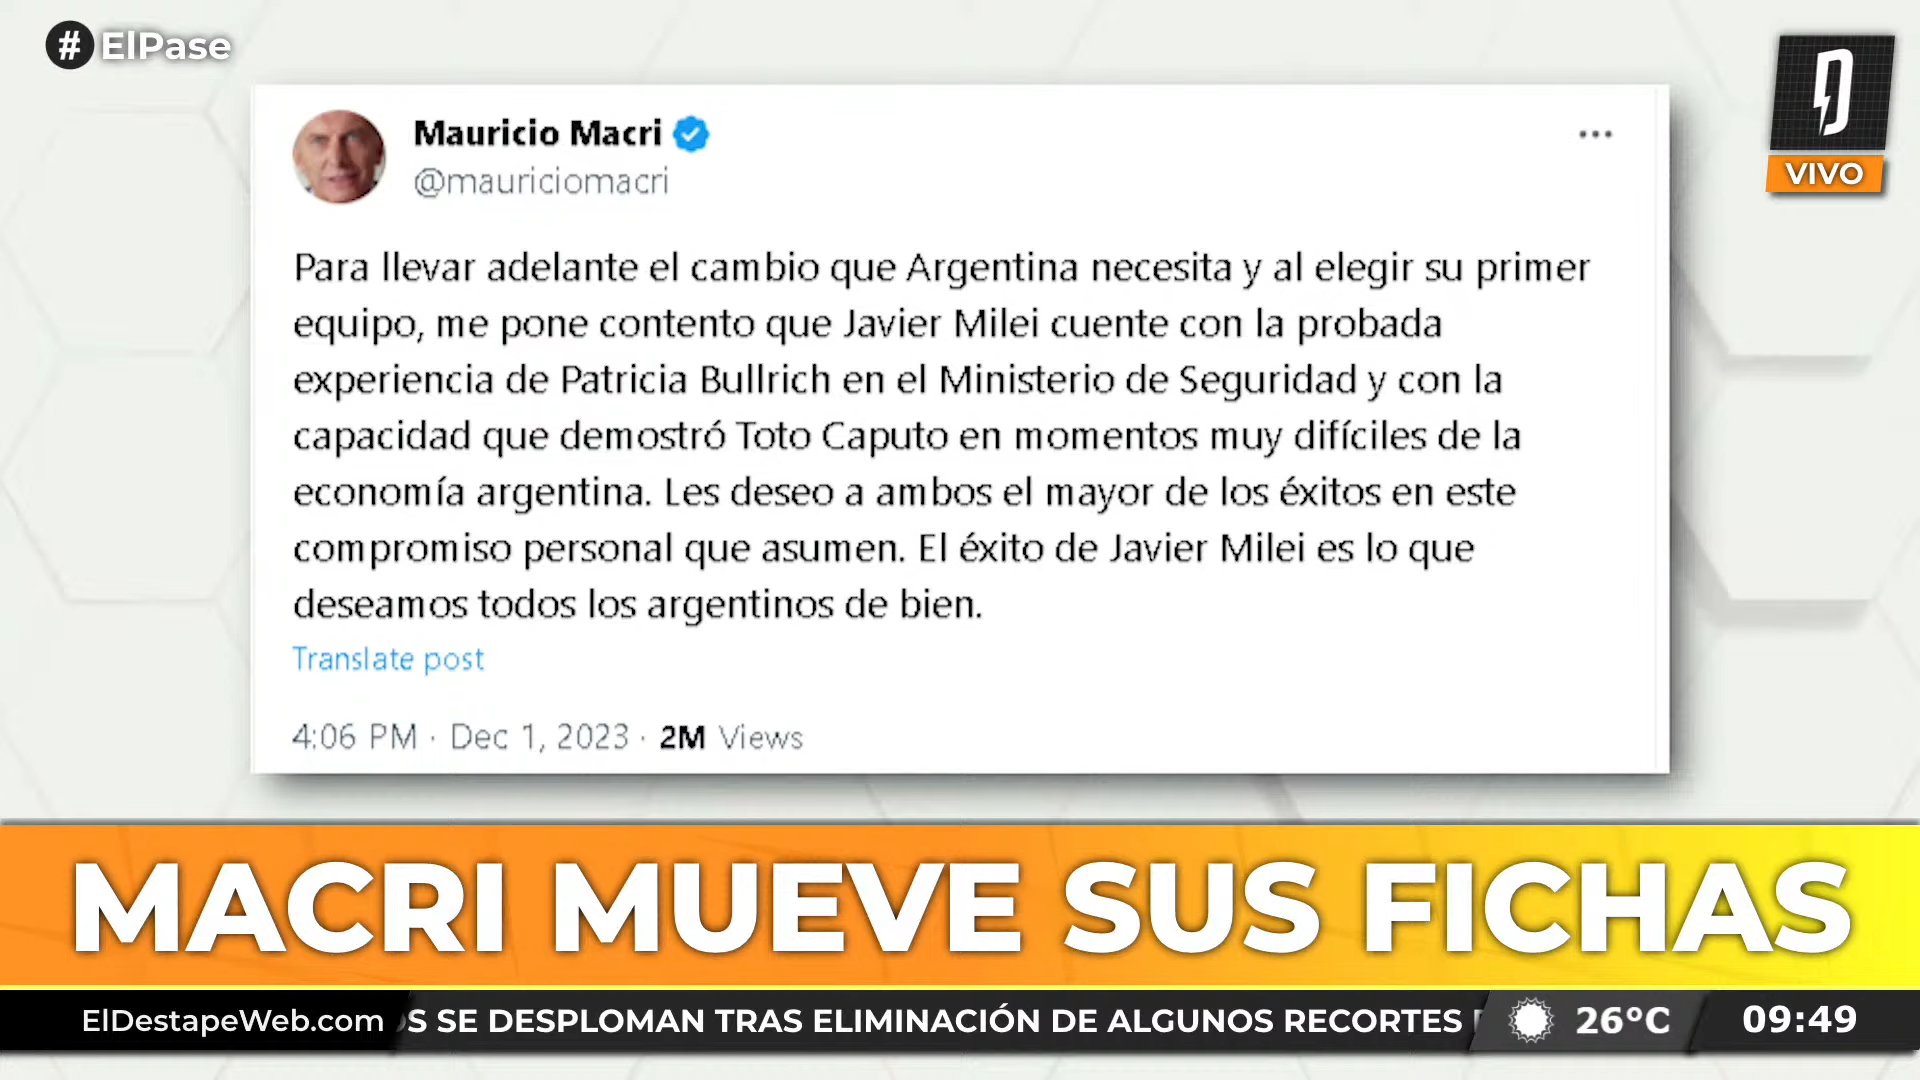 # ElPase
VIVO
Mauricio Macri
@mauriciomacri
Para llevar adelante el cambio que Argentina necesita y al elegir su primer
equipo, me pone contento que Javier Milei cuente con la probada
experiencia de Patricia Bullrich en el Ministerio de Seguridad y con la
capacidad que demostró Toto Caputo en momentos muy difíciles de la
economía argentina. Les deseo a ambos el mayor de los éxitos en este
compromiso personal que asumen. El éxito de Javier Milei es lo que
deseamos todos los argentinos de bien.
Translate post
4:06 PM · Dec 1, 2023 · 2M Views
MACRI MUEVE SUS FICHAS
ElDestapeWeb.com
SE DESPLOMAN TRAS ELIMINACIÓN DE ALGUNOS RECORTES
26°C
09:49